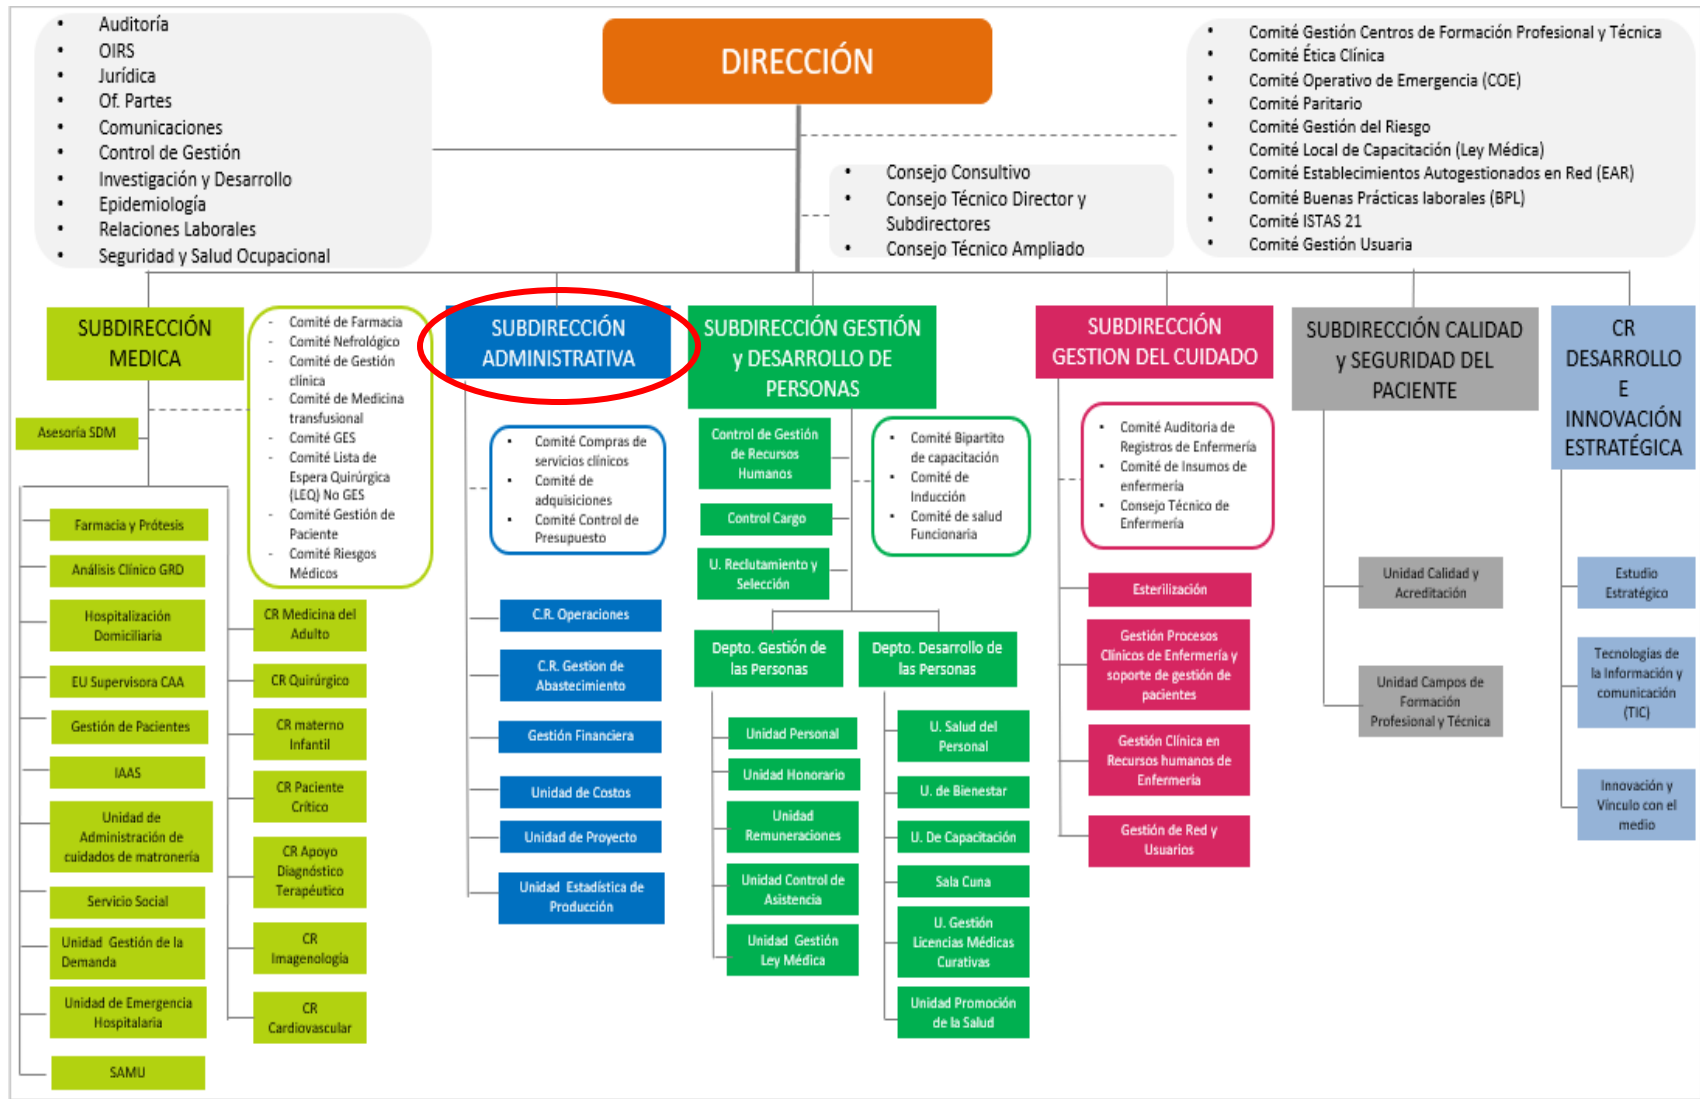 Auditoría
OIRS
Jurídica
Of. Partes
Comunicaciones
Control de Gestión
Investigación y Desarrollo
Epidemiología
Relaciones Laborales
Seguridad y Salud Ocupacional
DIRECCIÓN
Comité Gestión Centros de Formación Profesional y Técnica
Comité Ética Clínica
Comité Operativo de Emergencia (COE)
Comité Paritario
Comité Gestión del Riesgo
Comité Local de Capacitación (Ley Médica)
Comité Establecimientos Autogestionados en Red (EAR)
Comité Buenas Prácticas laborales (BPL)
Comité ISTAS 21
Comité Gestión Usuaria
Consejo Consultivo
Consejo Técnico Director y
Subdirectores
Consejo Técnico Ampliado
SUBDIRECCIÓN
MEDICA
- Comité de Farmacia
- Comité Nefrológico
- Comité de Gestión
clínica
- Comité de Medicina
transfusional
- Comité GES
- Comité Lista de
Espera Quirúrgica
(LEQ) No GES
- Comité Gestión de
Paciente
- Comité Riesgos
Médicos
Asesoría SDM
Farmacia y Prótesis
Análisis Clínico GRD
Hospitalización
Domiciliaria
EU Supervisora CAA
Gestión de Pacientes
IAAS
Unidad de
Administración de
cuidados de matronería
Servicio Social
Unidad Gestión de la
Demanda
Unidad de Emergencia
Hospitalaria
SAMU
CR Medicina del
Adulto
CR Quirúrgico
CR materno
Infantil
CR Paciente
Crítico
CR Apoyo
Diagnóstico
Terapéutico
CR
Imagenología
CR
Cardiovascular
SUBDIRECCIÓN
ADMINISTRATIVA
Comité Compras de
servicios clínicos
Comité de
adquisiciones
Comité Control de
Presupuesto
C.R. Operaciones
C.R. Gestion de
Abastecimiento
Gestión Financiera
Unidad de Costos
Unidad de Proyecto
Unidad Estadística de
Producción
SUBDIRECCIÓN GESTIÓN
y DESARROLLO DE
PERSONAS
Control de Gestión
de Recursos
Humanos
Control Cargo
U. Reclutamiento y
Selección
Comité Bipartito
de capacitación
Comité de
Inducción
Comité de salud
Funcionaria
Depto. Gestión de
las Personas
Unidad Personal
Unidad Honorario
Unidad
Remuneraciones
Unidad Control de
Asistencia
Unidad Gestión
Ley Médica
Depto. Desarrollo de
las Personas
U. Salud del
Personal
U. de Bienestar
U. De Capacitación
Sala Cuna
U. Gestión
Licencias Médicas
Curativas
Unidad Promoción
de la Salud
SUBDIRECCIÓN
GESTION DEL CUIDADO
Comité Auditoria de
Registros de Enfermería
Comité de Insumos de
enfermería
Consejo Técnico de
Enfermería
Esterilización
Gestión Procesos
Clínicos de Enfermería y
soporte de gestión de
pacientes
Gestión Clínica en
Recursos humanos de
Enfermería
Gestión de Red y
Usuarios
SUBDIRECCIÓN CALIDAD
y SEGURIDAD DEL
PACIENTE
Unidad Calidad y
Acreditación
Unidad Campos de
Formación
Profesional y Técnica
CR
DESARROLLO
E
INNOVACIÓN
ESTRATÉGICA
Estudio
Estratégico
Tecnologías de
la Información y
comunicación
(TIC)
Innovación y
Vínculo con el
medio